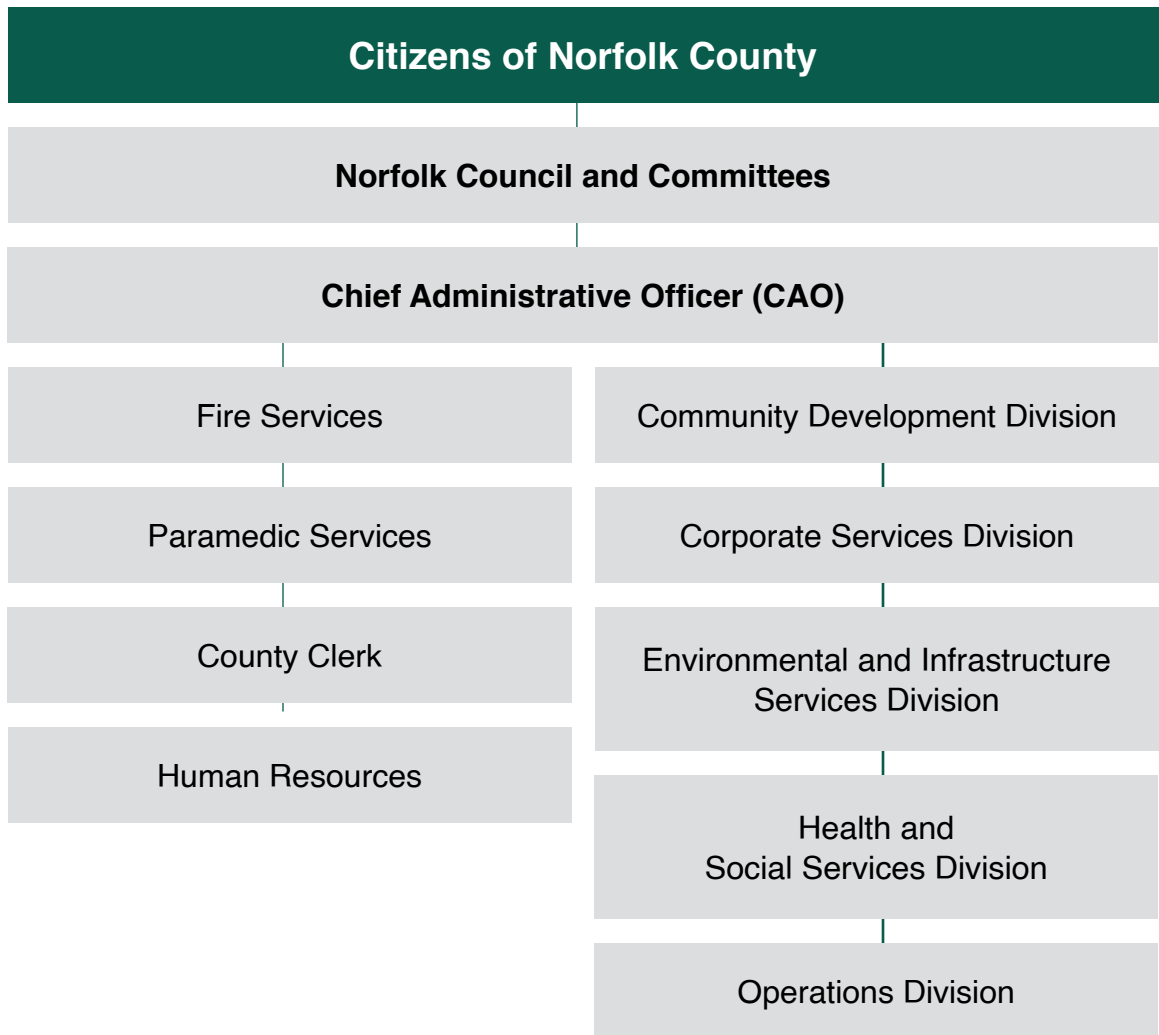 Citizens of Norfolk County
Norfolk Council and Committees
Chief Administrative Officer (CAO)
Fire Services
Paramedic Services
County Clerk
Human Resources
Community Development Division
Corporate Services Division
Environmental and Infrastructure
Services Division
Health and
Social Services Division
Operations Division